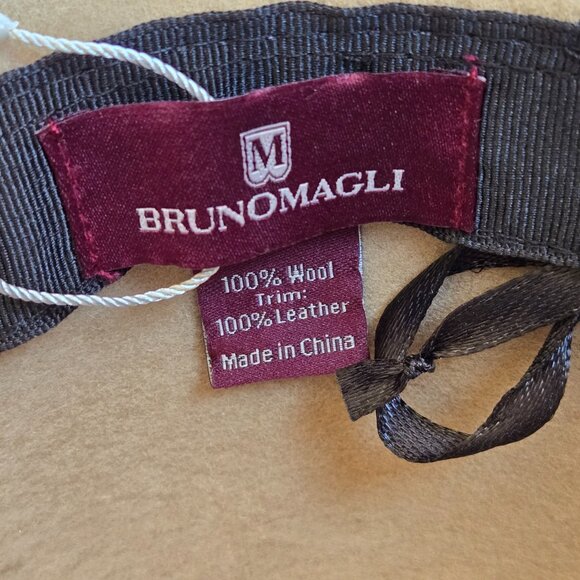 M
BRUNOMAGLI
100% Wool
Trim:
100% Leather
Made in China